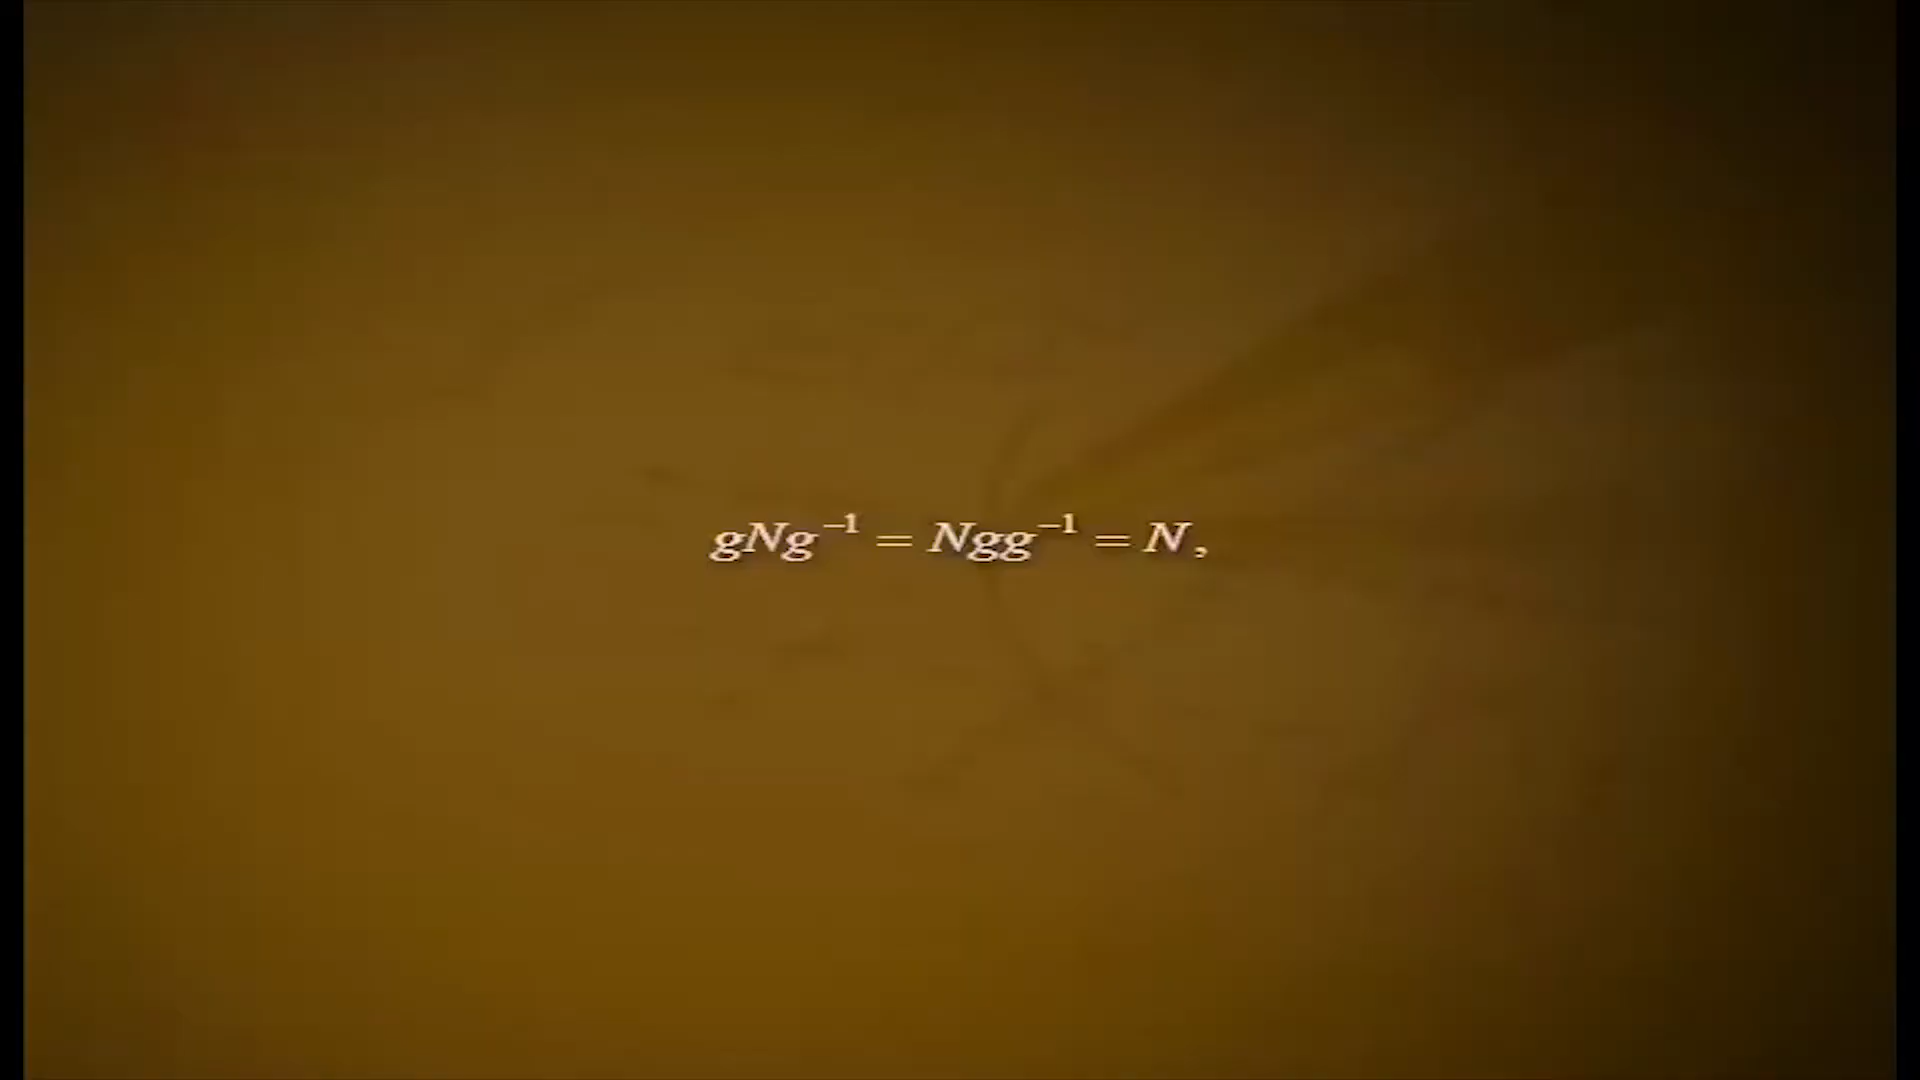 gNg⁻¹ = Ngg⁻¹ = N,